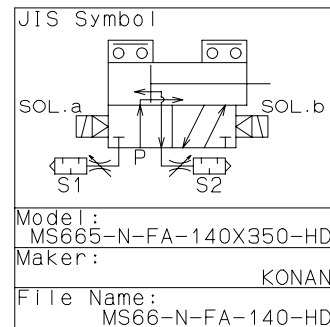 JIS Symbol
SOL.a
SOL.b
P
S1
S2
Model:
MS665-N-FA-140X350-HD
Maker:
KONAN
File Name:
MS66-N-FA-140-HD